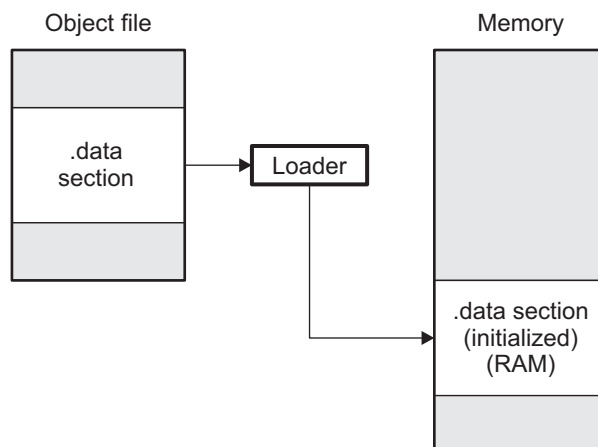 Object file
Memory
.data
section
Loader
.data section
(initialized)
(RAM)